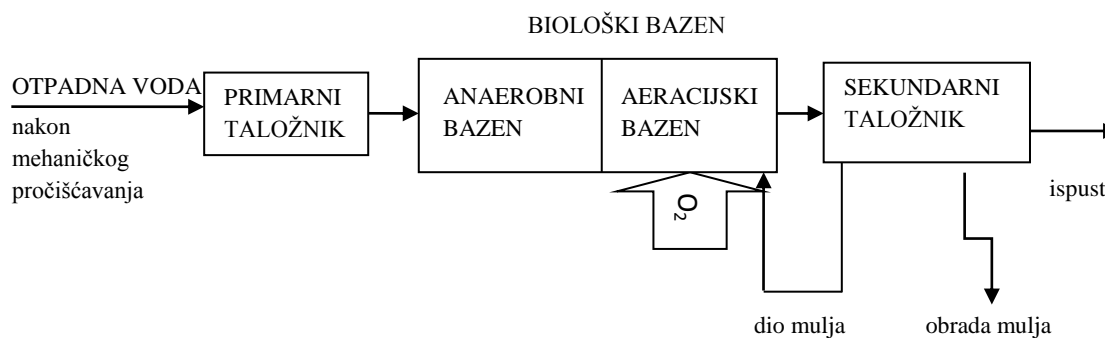 BIOLOŠKI BAZEN
OTPADNA VODA
nakon
mehaničkog
pročišćavanja
PRIMARNI
TALOŽNIK
ANAEROBNI
BAZEN
AERACIJSKI
BAZEN
SEKUNDARNI
TALOŽNIK
O₂
ispust
dio mulja
obrada mulja